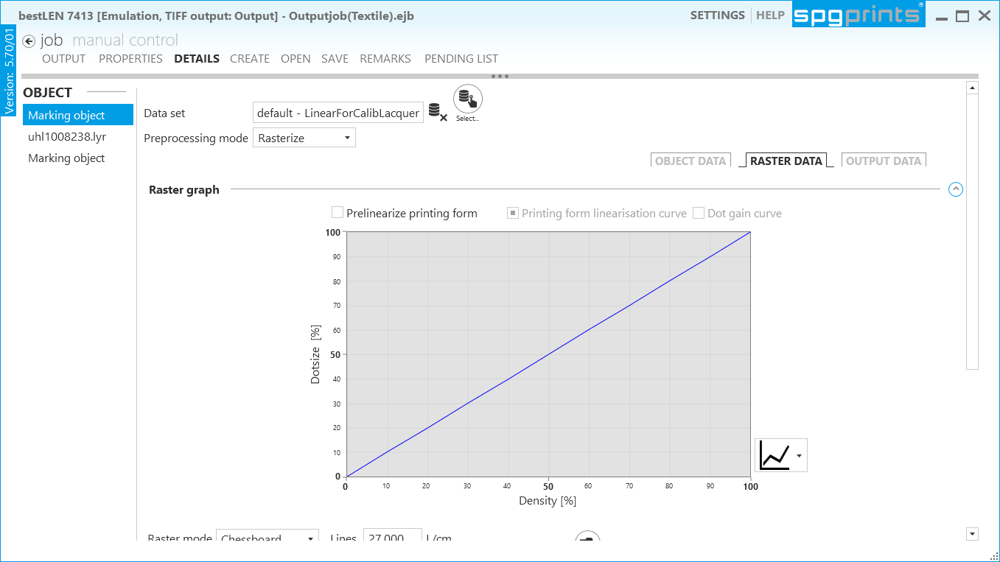 bestLEN 7413 [Emulation, TIFF output: Output] - Outputjob(Textile).ejb
SETTINGS HELP spgprints®
Version: 5.70/01
job manual control
OUTPUT PROPERTIES DETAILS CREATE OPEN SAVE REMARKS PENDING LIST
OBJECT
Marking object
uhl1008238.lyr
Marking object
Data set default - LinearForCalibLacquer Select...
Preprocessing mode Rasterize
OBJECT DATA RASTER DATA OUTPUT DATA
Raster graph
Prelinearize printing form Printing form linearisation curve Dot gain curve
Dotsize [%]
100
90
80
70
60
50
40
30
20
10
0
0 10 20 30 40 50 60 70 80 90 100
Density [%]
Raster mode Chessboard Lines 27.000 L/cm